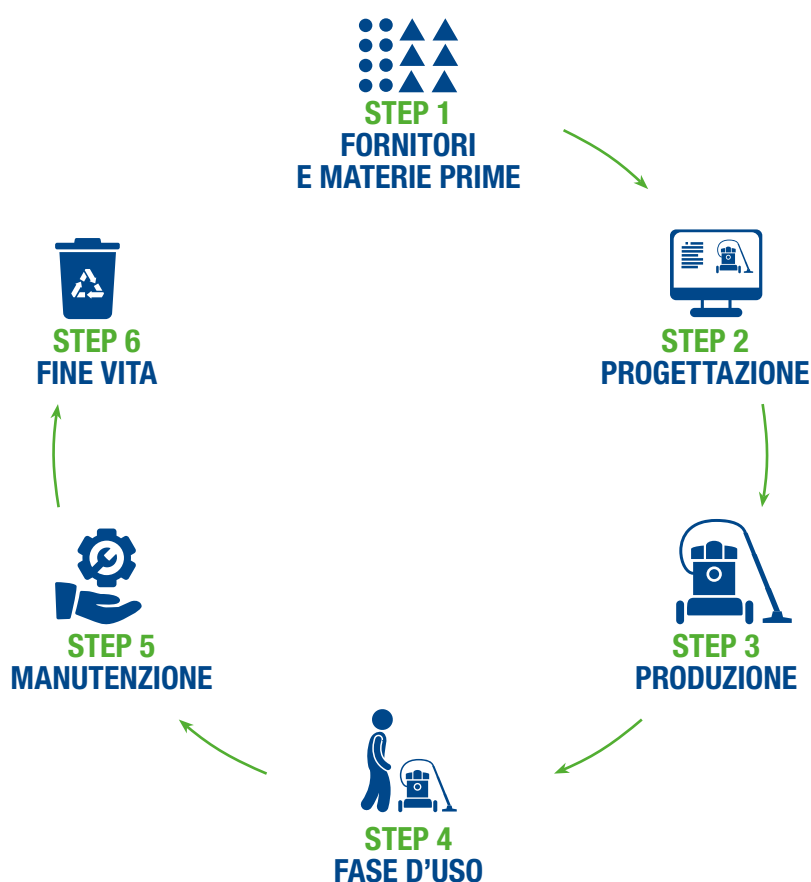 STEP 1
FORNITORI
E MATERIE PRIME
STEP 2
PROGETTAZIONE
STEP 3
PRODUZIONE
STEP 4
FASE D'USO
STEP 5
MANUTENZIONE
STEP 6
FINE VITA